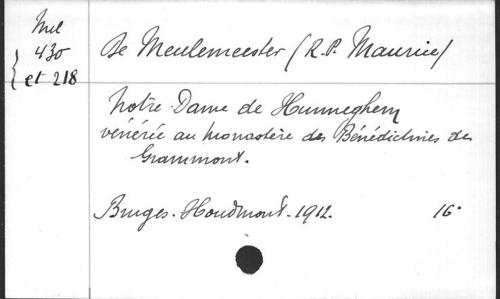 Mel
430
et 218
De Meulemeester (R.P. Maurice)
Notre-Dame de Hunneghem
vénérée au monastère des Bénédictines de
Grammont.
Bruges. Houdmont. 1912. 16°